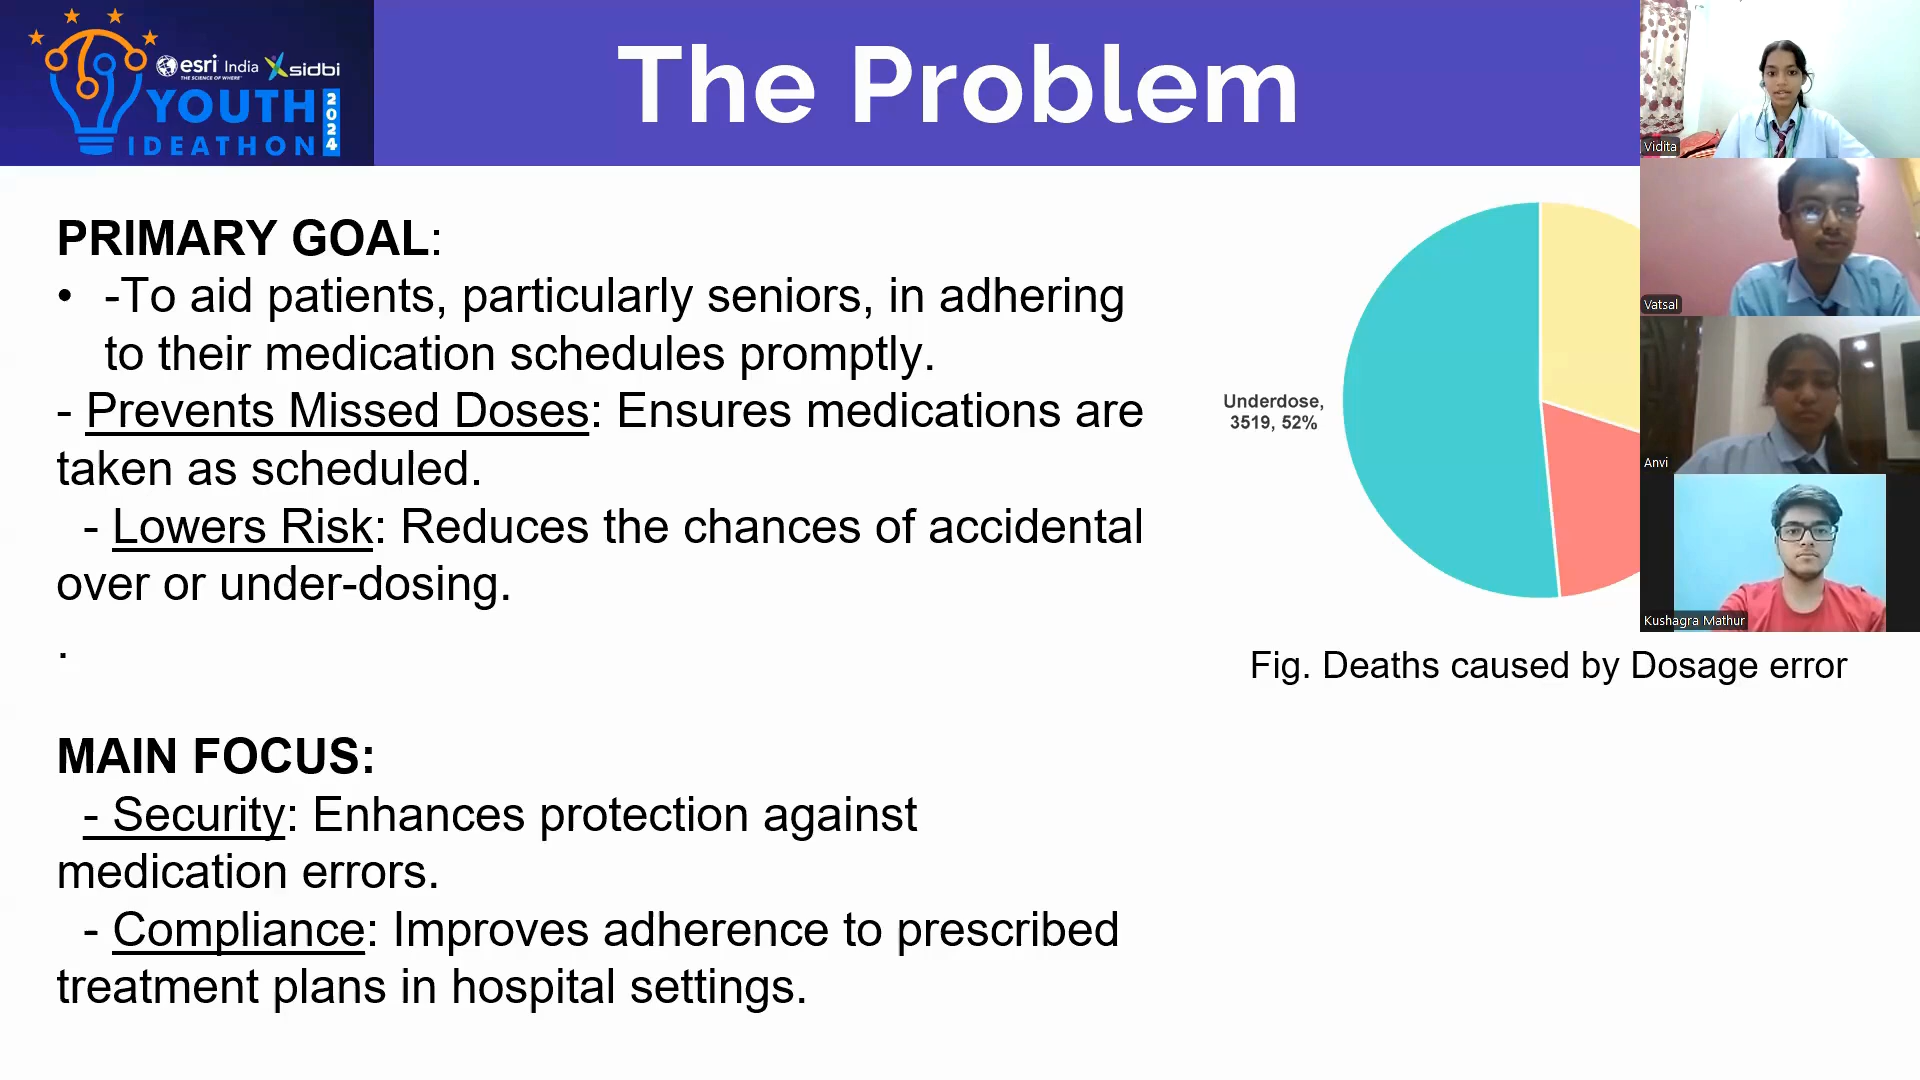 esri India
THE SCIENCE OF WHERE
sidbi
YOUTH
IDEATHON
2024
The Problem
Vidita
Vatsal
Anvi
Kushagra Mathur
PRIMARY GOAL:
• -To aid patients, particularly seniors, in adhering
to their medication schedules promptly.
- Prevents Missed Doses: Ensures medications are
taken as scheduled.
- Lowers Risk: Reduces the chances of accidental
over or under-dosing.
.
MAIN FOCUS:
- Security: Enhances protection against
medication errors.
- Compliance: Improves adherence to prescribed
treatment plans in hospital settings.
Underdose,
3519, 52%
Fig. Deaths caused by Dosage error